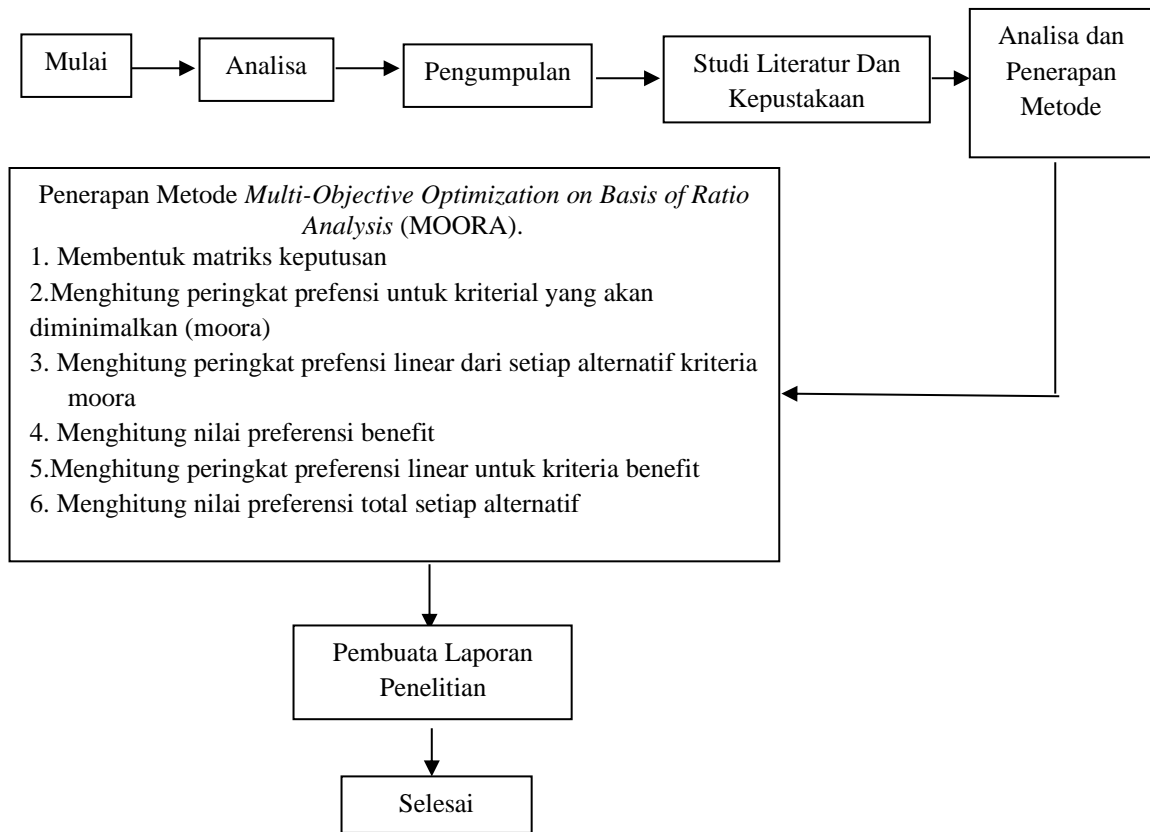 Mulai
Analisa
Pengumpulan
Studi Literatur Dan
Kepustakaan
Analisa dan
Penerapan
Metode
Penerapan Metode Multi-Objective Optimization on Basis of Ratio
Analysis (MOORA).
1. Membentuk matriks keputusan
2.Menghitung peringkat prefensi untuk kriterial yang akan
diminimalkan (moora)
3. Menghitung peringkat prefensi linear dari setiap alternatif kriteria
moora
4. Menghitung nilai preferensi benefit
5.Menghitung peringkat preferensi linear untuk kriteria benefit
6. Menghitung nilai preferensi total setiap alternatif
Pembuata Laporan
Penelitian
Selesai